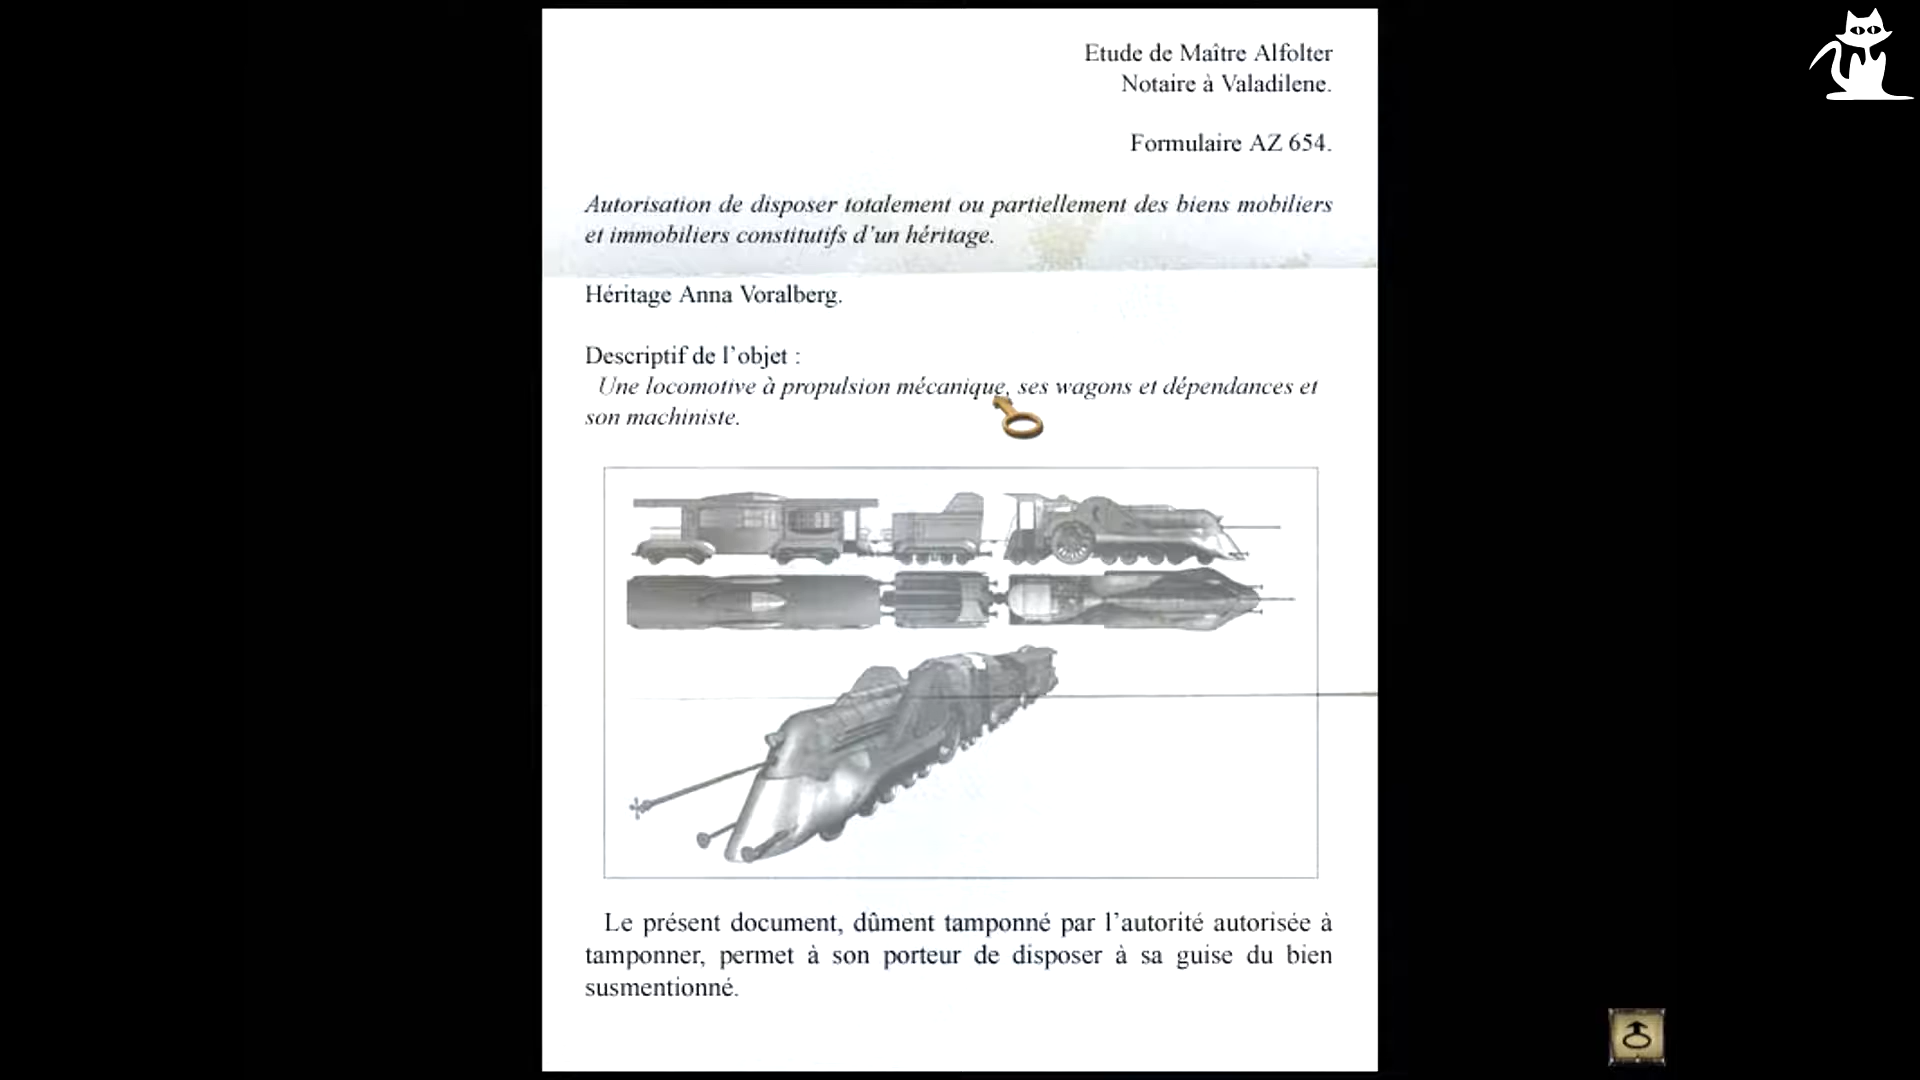 Etude de Maître Alfolter
Notaire à Valadilene.
Formulaire AZ 654.
Autorisation de disposer totalement ou partiellement des biens mobiliers
et immobiliers constitutifs d’un héritage.
Héritage Anna Voralberg.
Descriptif de l’objet :
Une locomotive à propulsion mécanique, ses wagons et dépendances et
son machiniste.
Le présent document, dûment tamponné par l’autorité autorisée à
tamponner, permet à son porteur de disposer à sa guise du bien
susmentionné.